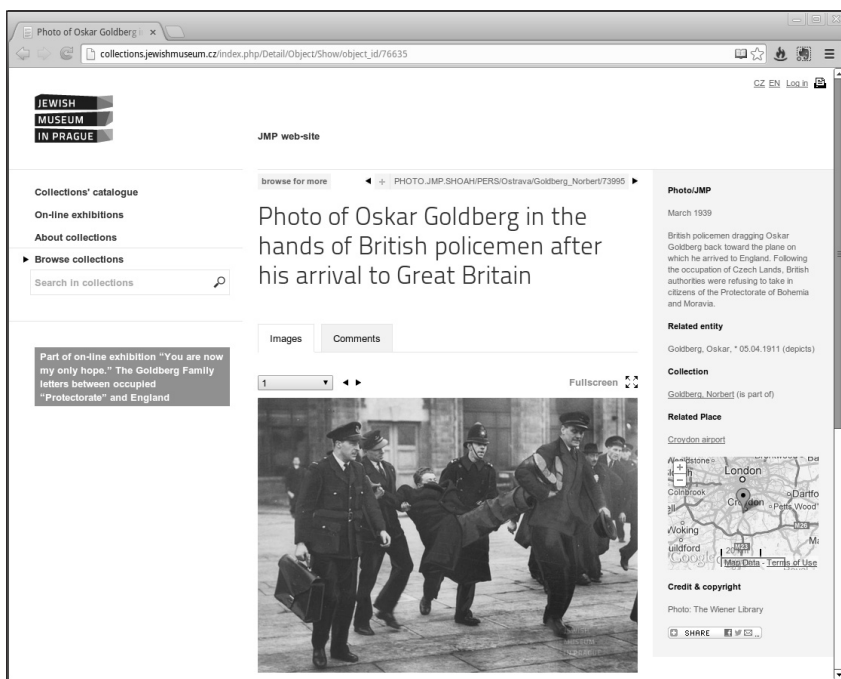 Photo of Oskar Goldberg i
collections.jewishmuseum.cz/index.php/Detail/Object/Show/object_id/76635
CZ EN Log in
JEWISH
MUSEUM
IN PRAGUE
JMP web-site
Collections' catalogue
On-line exhibitions
About collections
Browse collections
Search in collections
Part of on-line exhibition “You are now
my only hope.” The Goldberg Family
letters between occupied
“Protectorate” and England
browse for more
PHOTO.JMP.SHOAH/PERS/Ostrava/Goldberg_Norbert/73995
Photo of Oskar Goldberg in the
hands of British policemen after
his arrival to Great Britain
Images Comments
1
Fullscreen
Photo/JMP
March 1939
British policemen dragging Oskar
Goldberg back toward the plane on
which he arrived to England. Following
the occupation of Czech Lands, British
authorities were refusing to take in
citizens of the Protectorate of Bohemia
and Moravia.
Related entity
Goldberg, Oskar, * 05.04.1911 (depicts)
Collection
Goldberg, Norbert (is part of)
Related Place
Croydon airport
London
Colnbrook
Dartfo
Croydon
Petts Wood
Woking
M26
uildford
Google
Map Data - Terms of Use
Credit & copyright
Photo: The Wiener Library
SHARE